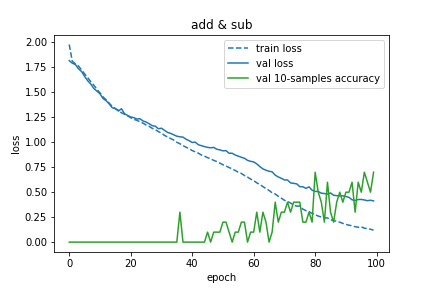 add & sub
2.00
1.75
1.50
1.25
1.00
0.75
0.50
0.25
0.00
loss
train loss
val loss
val 10-samples accuracy
0 20 40 60 80 100
epoch